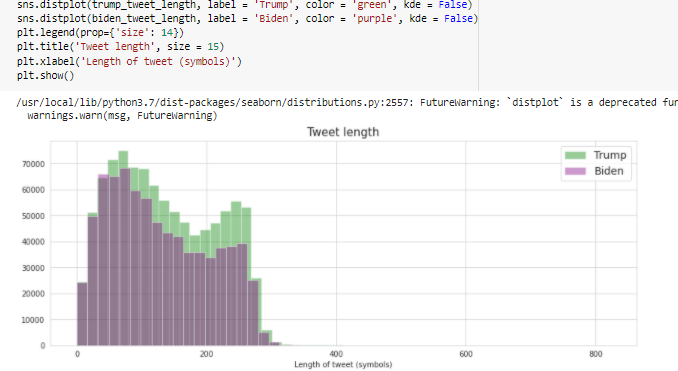 sns.distplot(trump_tweet_length, label = 'Trump', color = 'green', kde = False)
sns.distplot(biden_tweet_length, label = 'Biden', color = 'purple', kde = False)
plt.legend(prop={'size': 14})
plt.title('Tweet length', size = 15)
plt.xlabel('Length of tweet (symbols)')
plt.show()
/usr/local/lib/python3.7/dist-packages/seaborn/distributions.py:2557: FutureWarning: `distplot` is a deprecated fur
warnings.warn(msg, FutureWarning)
Tweet length
Trump
Biden
70000
60000
50000
40000
30000
20000
10000
0
0 200 400 600 800
Length of tweet (symbols)